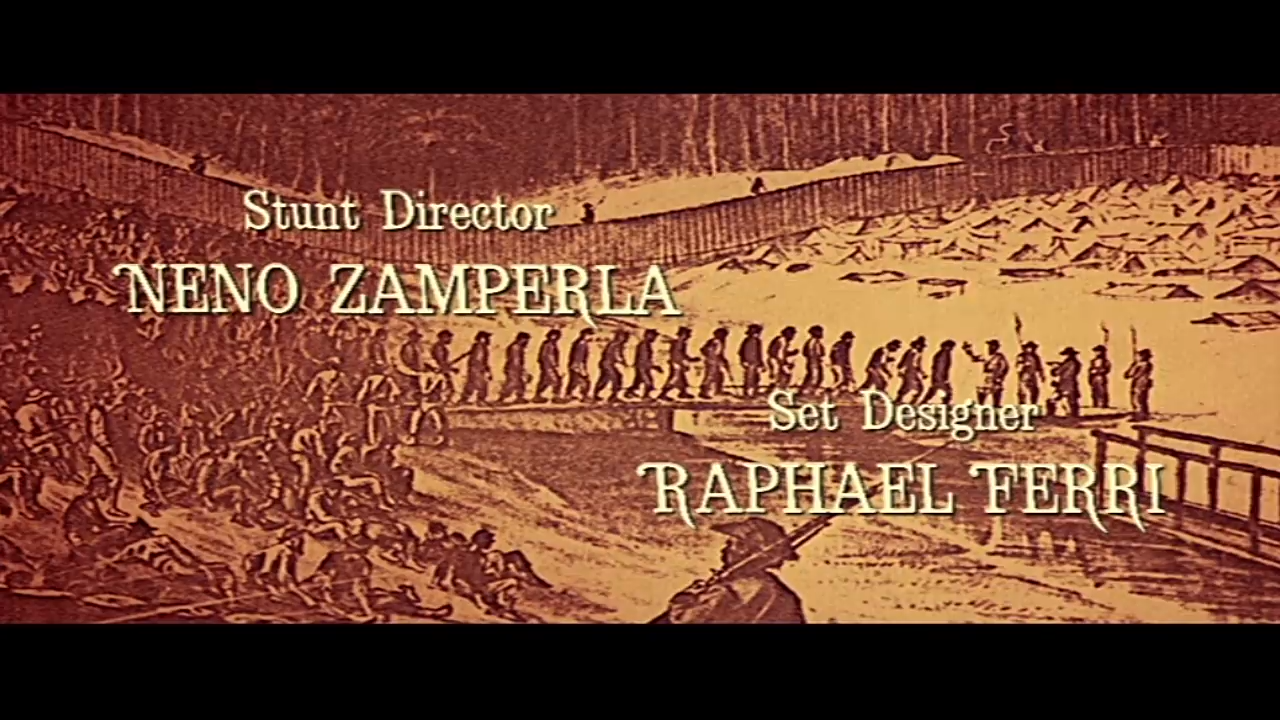 Stunt Director
NENO ZAMPERLA
Set Designer
RAPHAEL FERRI